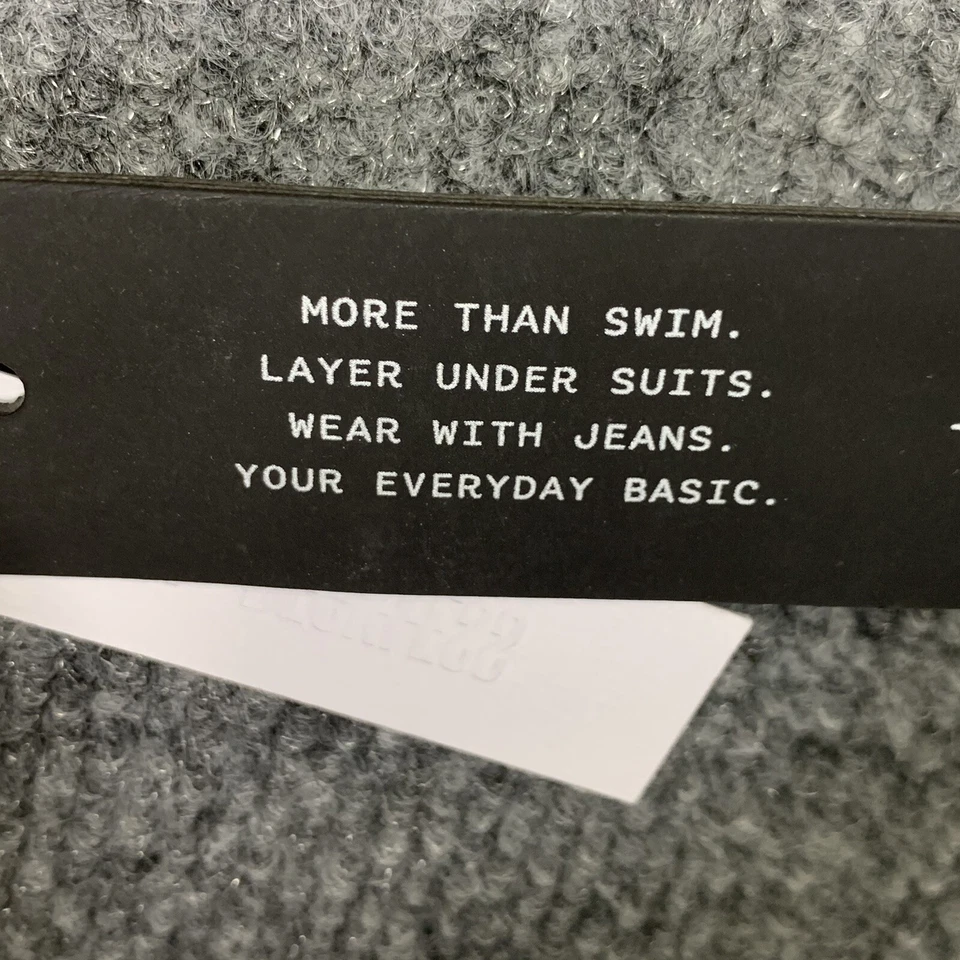 MORE THAN SWIM.
LAYER UNDER SUITS.
WEAR WITH JEANS.
YOUR EVERYDAY BASIC.